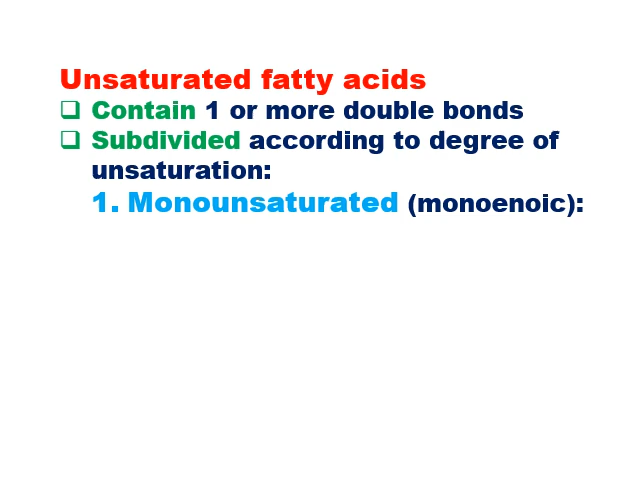 Unsaturated fatty acids
❑ Contain 1 or more double bonds
❑ Subdivided according to degree of
unsaturation:
1. Monounsaturated (monoenoic):